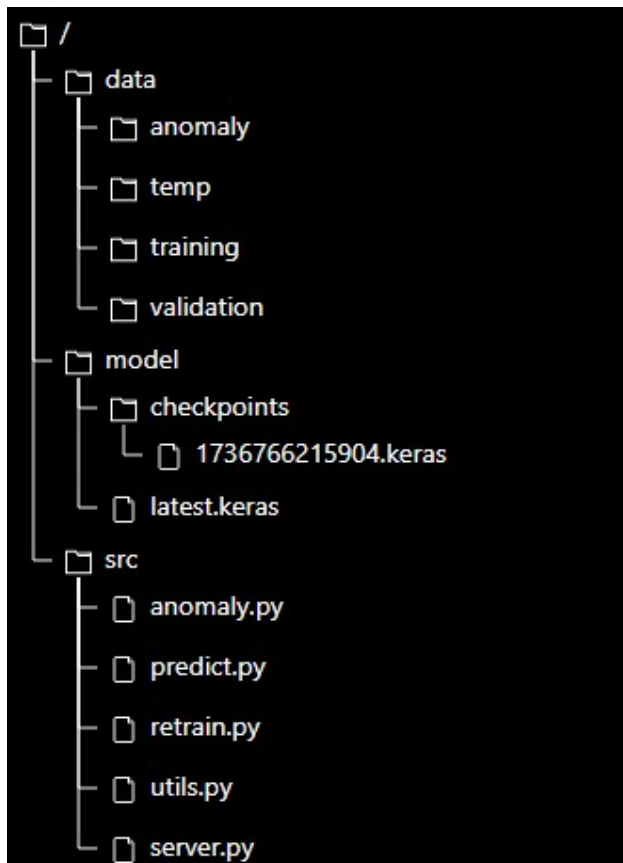 /
data
anomaly
temp
training
validation
model
checkpoints
1736766215904.keras
latest.keras
src
anomaly.py
predict.py
retrain.py
utils.py
server.py